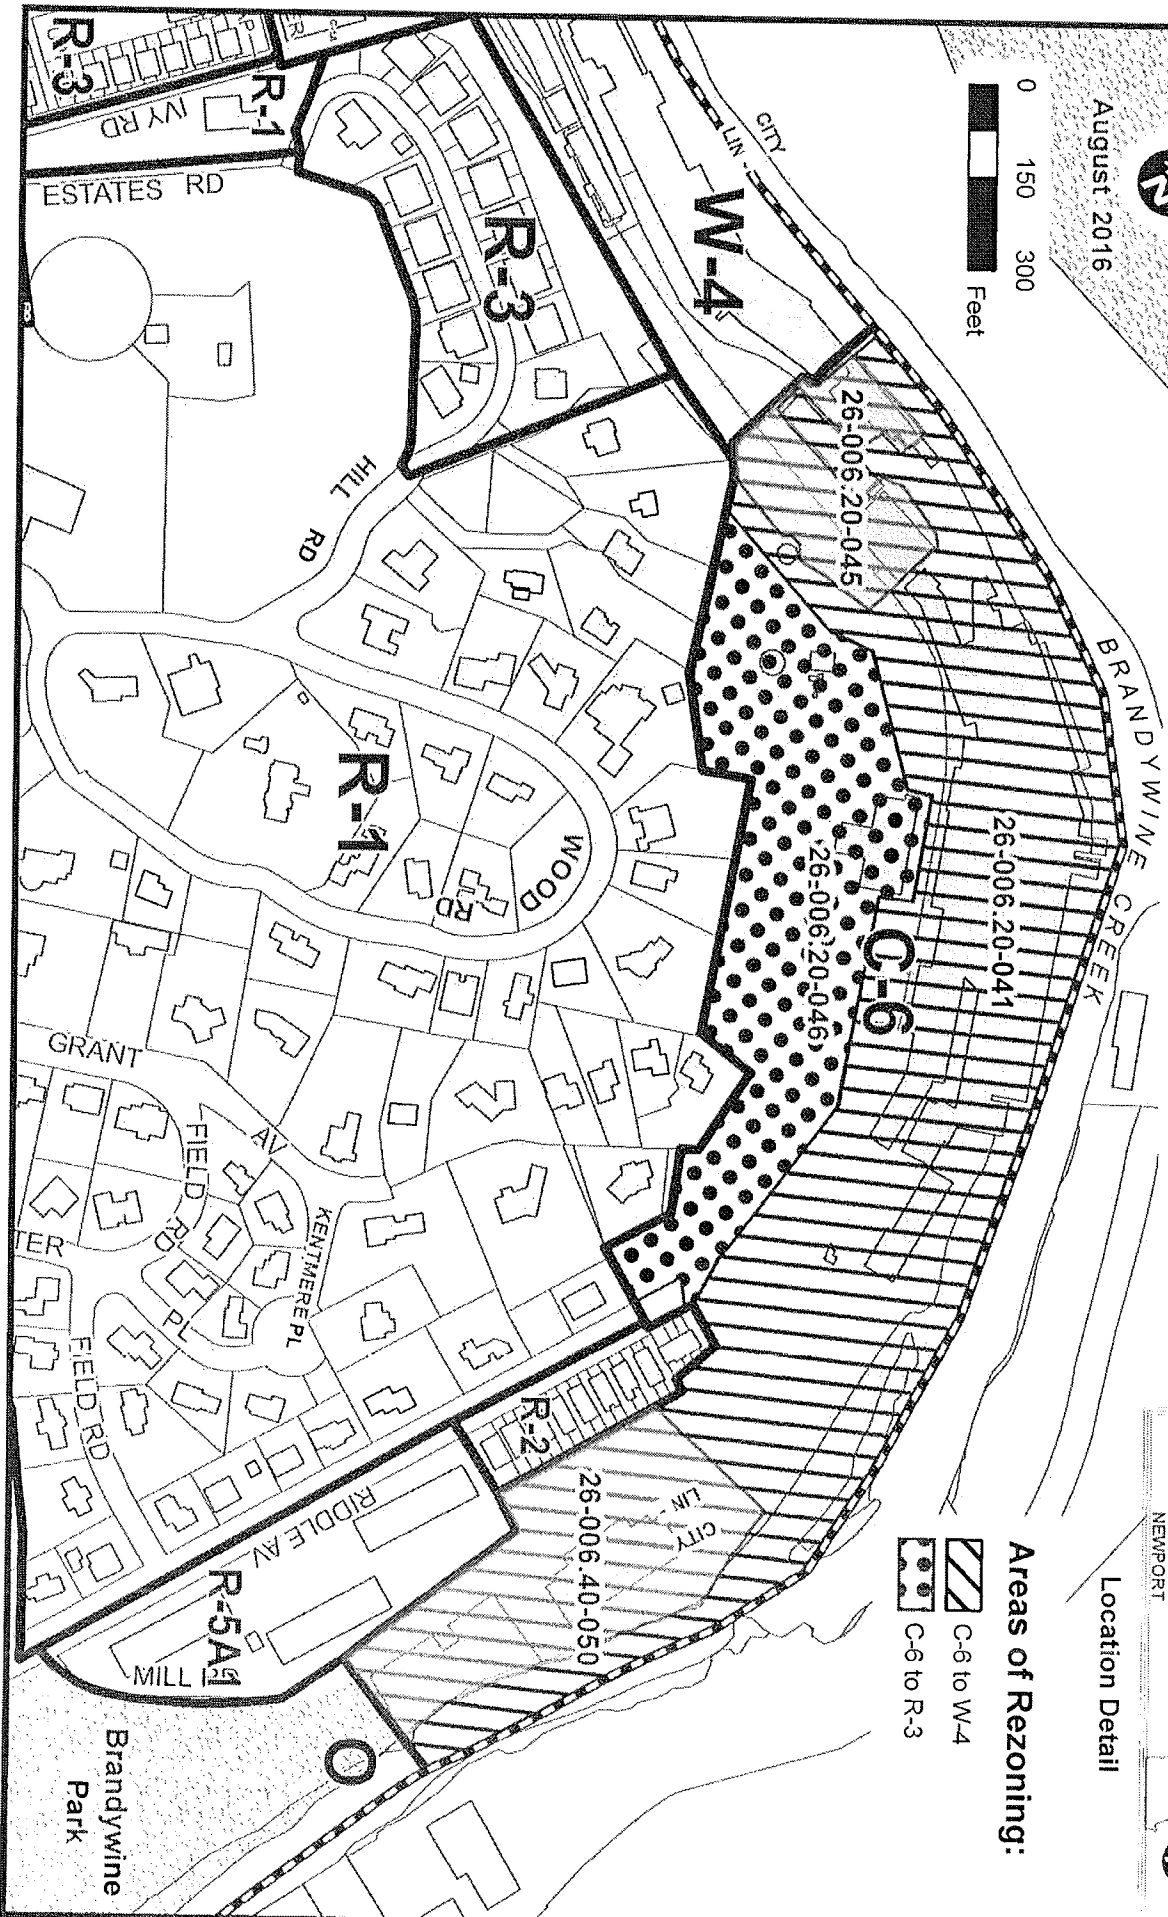 NEWPORT
Location Detail
Areas of Rezoning:
C-6 to W-4
C-6 to R-3
August 2016
0 150 300
Feet
N
CITY
LIN
BRANDYWINE CREEK
W-4
26-006.20-045
26-006.20-041
C-6
26-006.20-046
R-3
R-1
IVY RD
ESTATES RD
R-3
HILL
RD
R-1
WOOD
RD
GRANT
AV
FIELD
RD
KENTMERE PL
PL
TER
FIELD RD
R-2
26-006.40-050
LIN
CITY
RIDDLE AV
R-5A1
MILL
O
Brandywine
Park